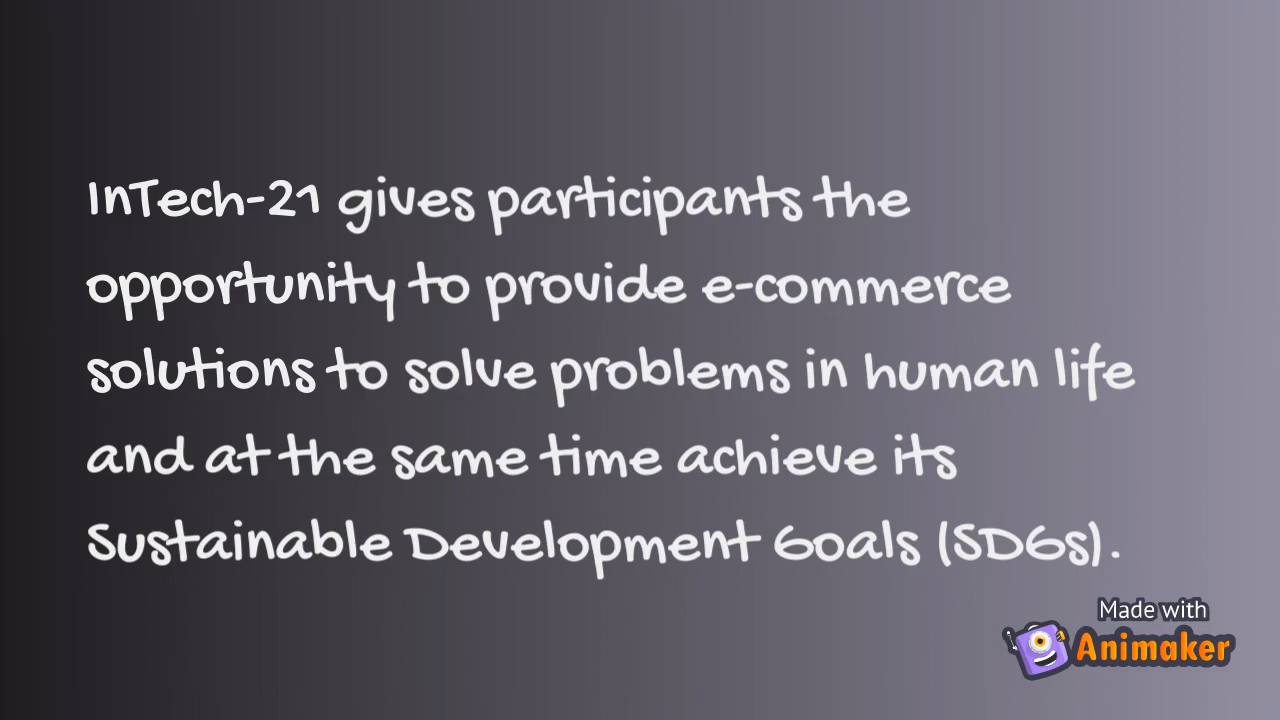 InTech-21 gives participants the
opportunity to provide e-commerce
solutions to solve problems in human life
and at the same time achieve its
Sustainable Development Goals (SDGs).
Made with
Animaker